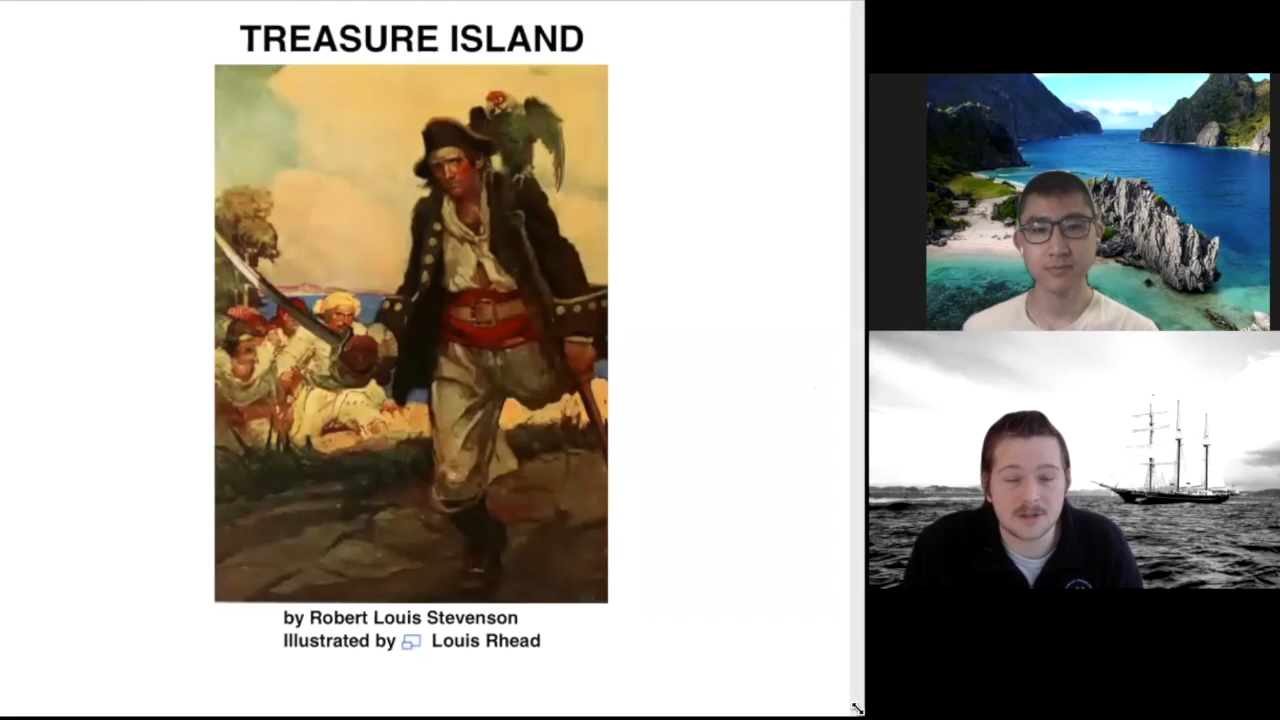 TREASURE ISLAND
by Robert Louis Stevenson
Illustrated by Louis Rhead